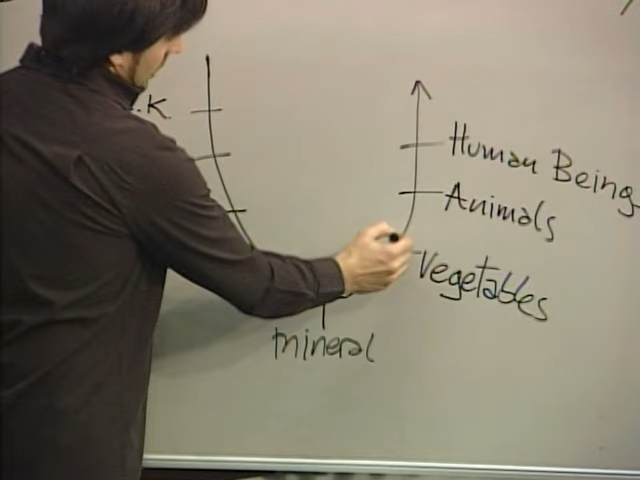 .K
Human Being
Animals
Vegetables
mineral